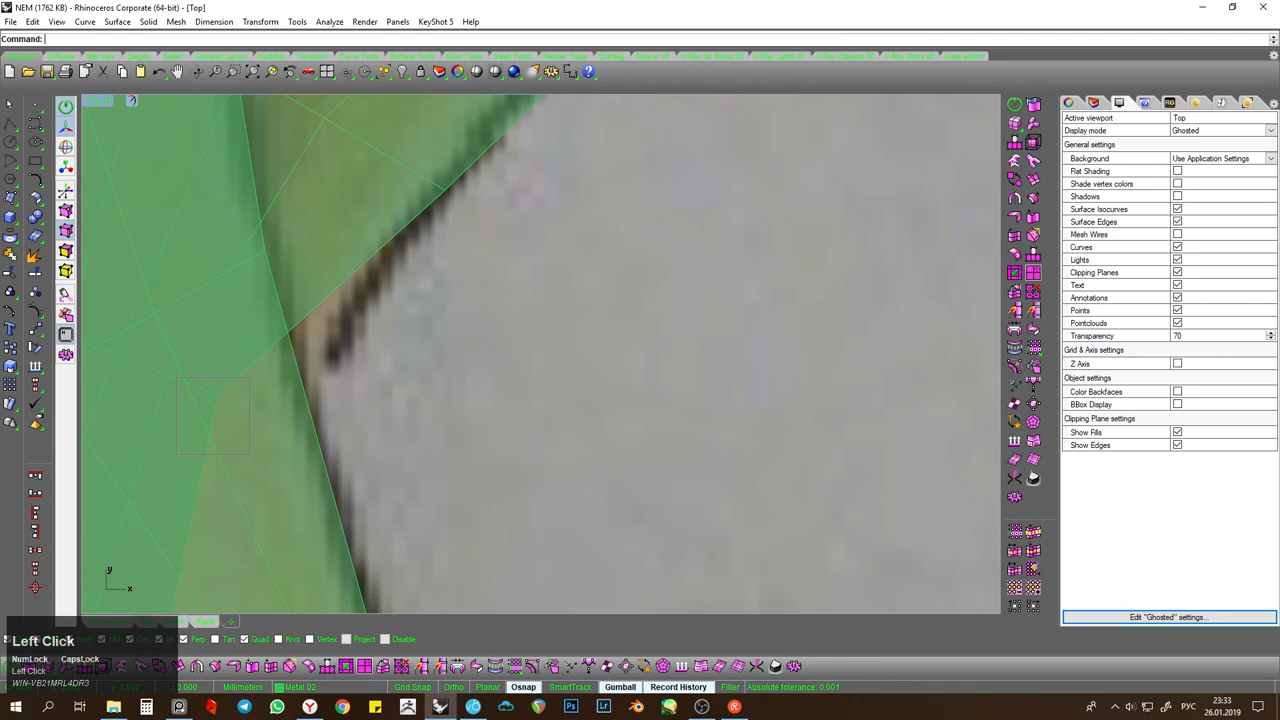 NEM (1762 KB) - Rhinoceros Corporate (64-bit) - [Top]
File Edit View Curve Surface Solid Mesh Dimension Transform Tools Analyze Render Panels KeyShot 5 Help
Command:
Active viewport Top
Display mode Ghosted
General settings
Background Use Application Settings
Flat Shading
Shade vertex colors
Shadows
Surface Isocurves
Surface Edges
Mesh Wires
Curves
Lights
Clipping Planes
Text
Annotations
Points
Pointclouds
Transparency 70
Grid & Axis settings
Z Axis
Object settings
Color Backfaces
BBox Display
Clipping Plane settings
Show Fills
Show Edges
Edit "Ghosted" settings...
y
x
Right
Left Click
Perp Tan Quad Knot Vertex Project Disable
NumLock CapsLock
Left Click
WIN-VB21MRLCDR3
Millimeters Metal 02 Grid Snap Ortho Planar Osnap SmartTrack Gumball Record History Filter Absolute tolerance: 0.001
РУС
23:33
26.01.2019